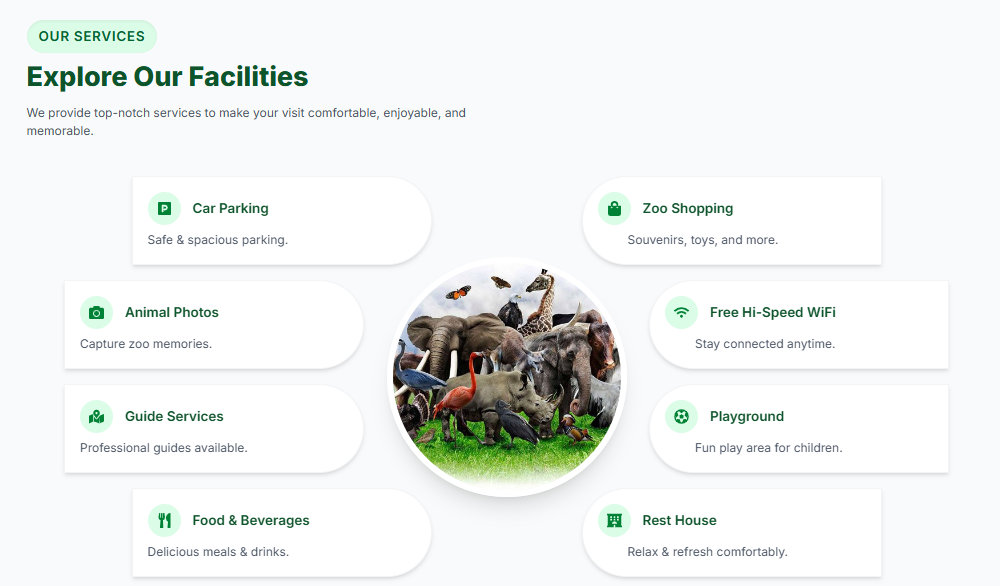 OUR SERVICES
Explore Our Facilities
We provide top-notch services to make your visit comfortable, enjoyable, and
memorable.
Car Parking
Safe & spacious parking.
Zoo Shopping
Souvenirs, toys, and more.
Animal Photos
Capture zoo memories.
Free Hi-Speed WiFi
Stay connected anytime.
Guide Services
Professional guides available.
Playground
Fun play area for children.
Food & Beverages
Delicious meals & drinks.
Rest House
Relax & refresh comfortably.